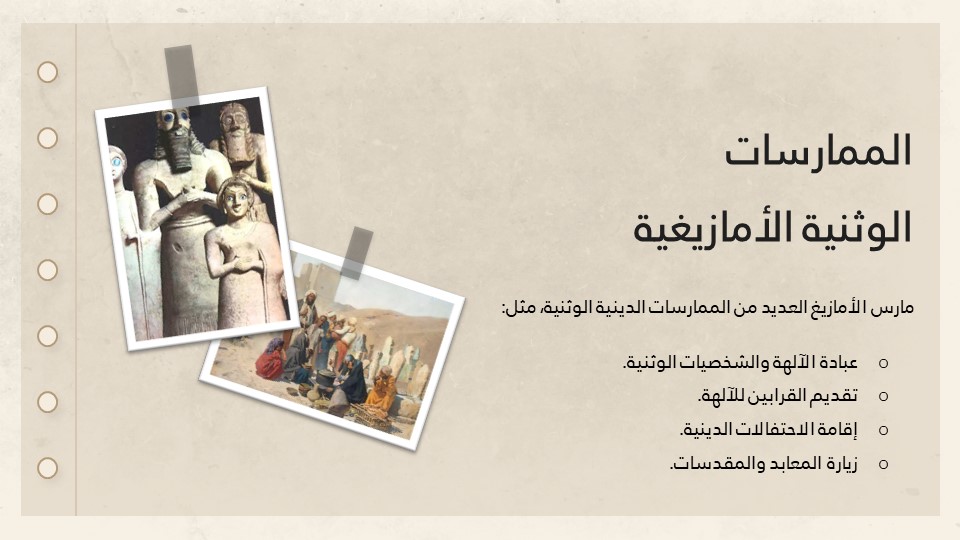 الممارسات
الوثنية الأمازيغية
مارس الأمازيغ العديد من الممارسات الدينية الوثنية، مثل:
○ عبادة الآلهة والشخصيات الوثنية.
○ تقديم القرابين للآلهة.
○ إقامة الاحتفالات الدينية.
○ زيارة المعابد والمقدسات.